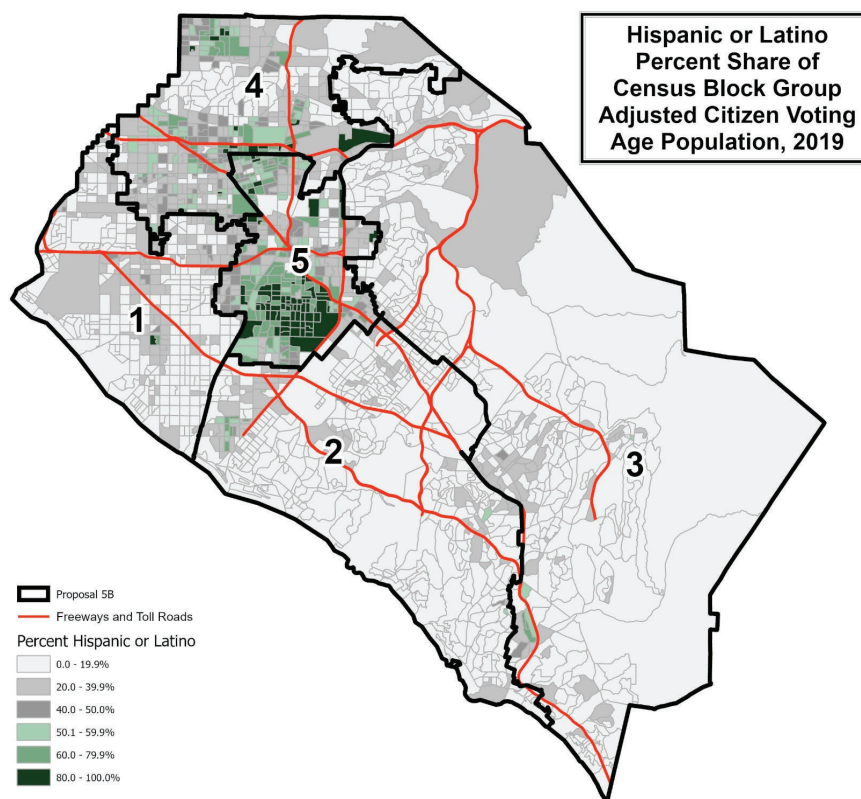 Hispanic or Latino
Percent Share of
Census Block Group
Adjusted Citizen Voting
Age Population, 2019
4
5
1
2
3
Proposal 5B
Freeways and Toll Roads
Percent Hispanic or Latino
0.0 - 19.9%
20.0 - 39.9%
40.0 - 50.0%
50.1 - 59.9%
60.0 - 79.9%
80.0 - 100.0%